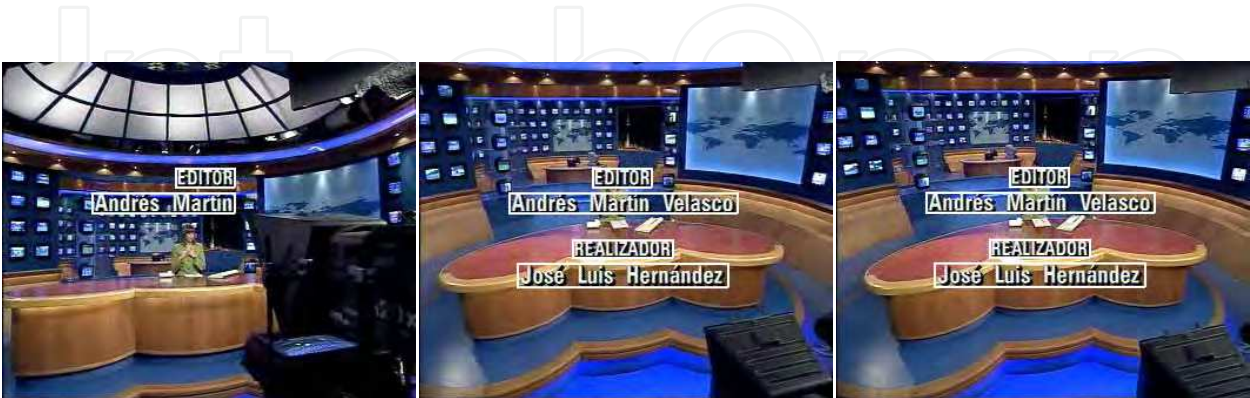 IntechOpen
EDITOR
Andrés Martín
EDITOR
Andrés Martín Velasco
REALIZADOR
José Luis Hernández
EDITOR
Andrés Martín Velasco
REALIZADOR
José Luis Hernández